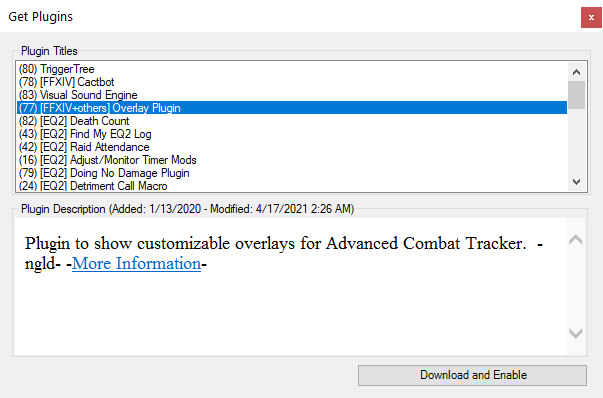 Get Plugins
x
Plugin Titles
(80) TriggerTree
(78) [FFXIV] Cactbot
(83) Visual Sound Engine
(77) [FFXIV+others] Overlay Plugin
(82) [EQ2] Death Count
(43) [EQ2] Find My EQ2 Log
(42) [EQ2] Raid Attendance
(16) [EQ2] Adjust/Monitor Timer Mods
(79) [EQ2] Doing No Damage Plugin
(24) [EQ2] Detriment Call Macro
Plugin Description (Added: 1/13/2020 - Modified: 4/17/2021 2:26 AM)
Plugin to show customizable overlays for Advanced Combat Tracker.  -
ngld- -More Information-
Download and Enable